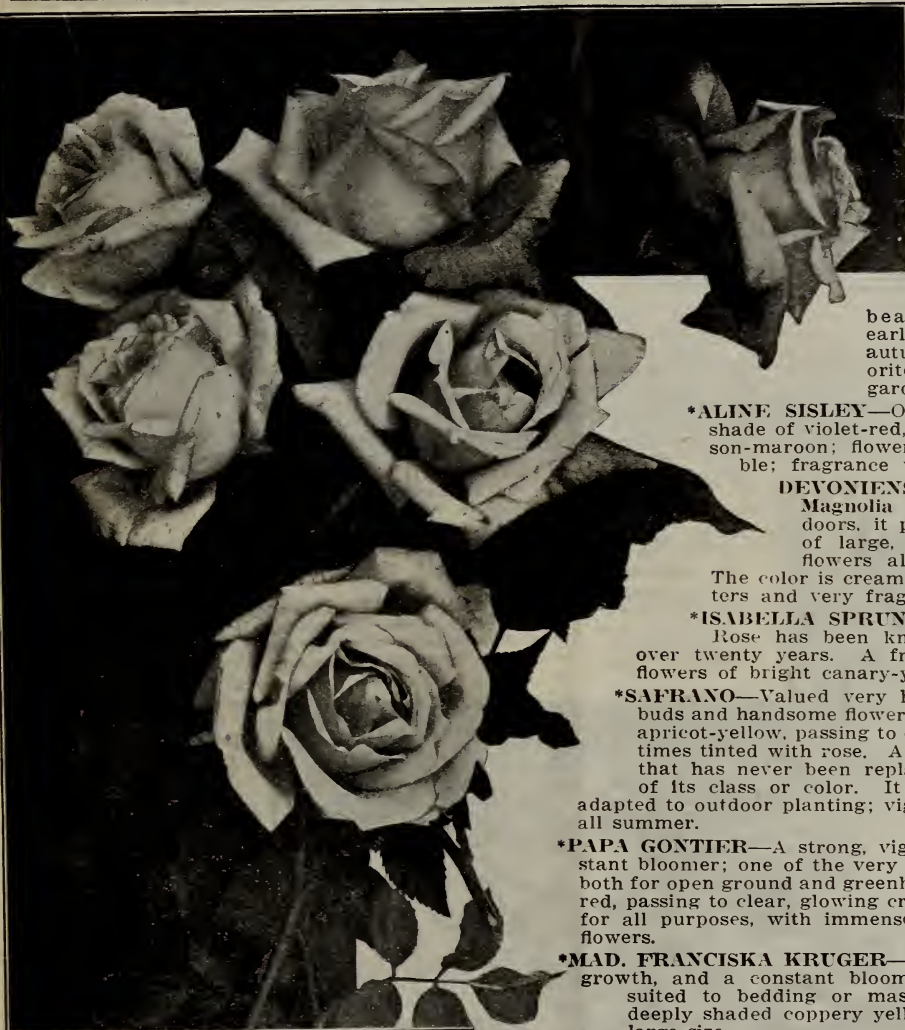 bea
earl
autu
orite
gard
*ALINE SISLEY—O
shade of violet-red,
son-maroon; flower
ble; fragrance
DEVONIENS
Magnolia
doors, it p
of large,
flowers al
The color is cream
ters and very frag
*ISABELLA SPRUN
Rose has been kn
over twenty years. A fr
flowers of bright canary-y
*SAFRANO—Valued very h
buds and handsome flower
apricot-yellow, passing to
times tinted with rose. A
that has never been repl
of its class or color. It
adapted to outdoor planting; vig
all summer.
*PAPA GONTIER—A strong, vig
stant bloomer; one of the very
both for open ground and greenh
red, passing to clear, glowing cr
for all purposes, with immens
flowers.
*MAD. FRANCISKA KRUGER—
growth, and a constant bloom
suited to bedding or mas
deeply shaded coppery yell
large size.